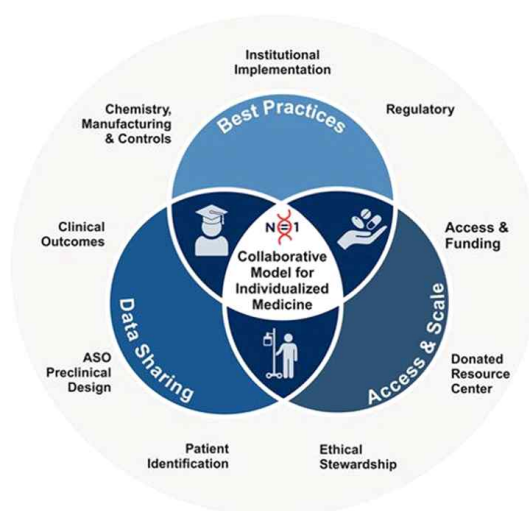 Institutional
Implementation
Chemistry,
Manufacturing
& Controls
Regulatory
Best Practices
Clinical
Outcomes
Access &
Funding
N=1
Collaborative
Model for
Individualized
Medicine
Data Sharing
Access & Scale
ASO
Preclinical
Design
Donated
Resource
Center
Patient
Identification
Ethical
Stewardship